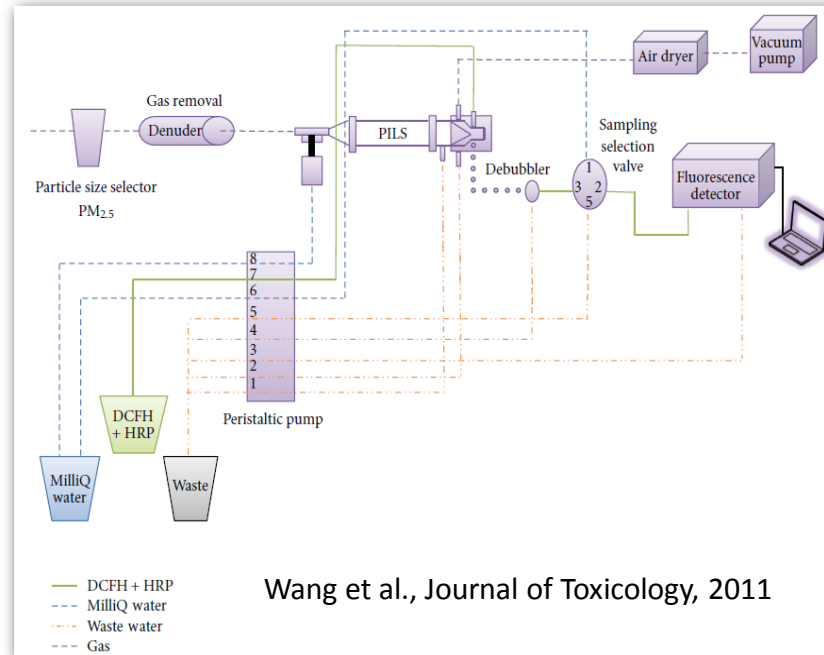 Vacuum
pump
Air dryer
Gas removal
Denuder
PILS
Sampling
selection
valve
Debubbler
1
3 2
5
Fluorescence
detector
Particle size selector
PM2.5
8
7
6
5
4
3
2
1
DCFH
+ HRP
Peristaltic pump
MilliQ
water
Waste
DCFH + HRP
MilliQ water
Waste water
Gas
Wang et al., Journal of Toxicology, 2011